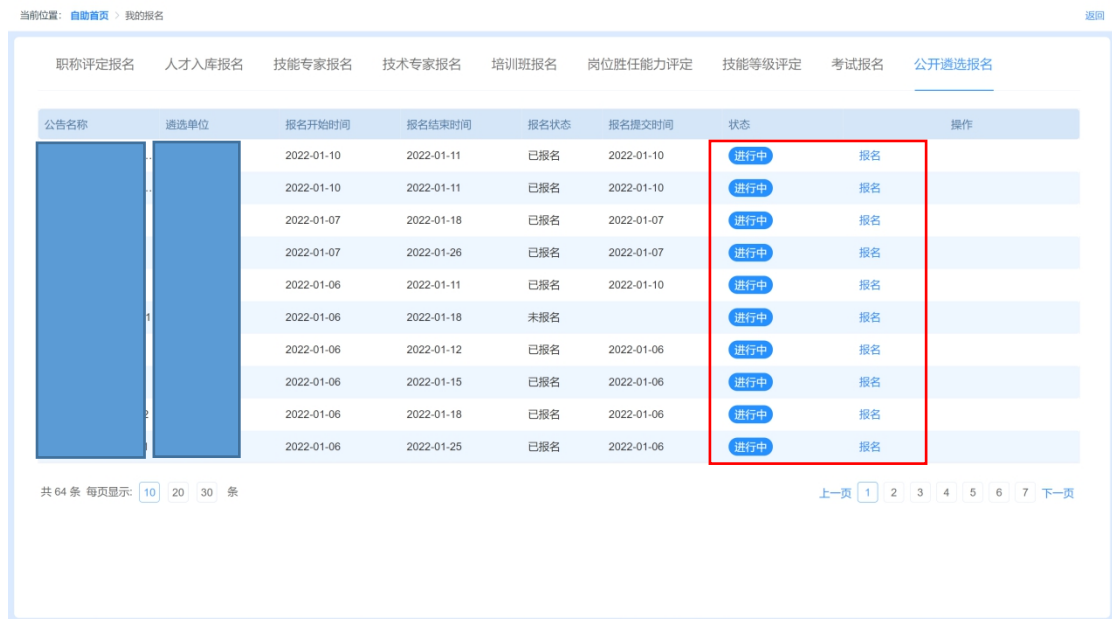 当前位置: 自助首页 > 我的报名 返回
职称评定报名 人才入库报名 技能专家报名 技术专家报名 培训班报名 岗位胜任能力评定 技能等级评定 考试报名 公开遴选报名
公告名称 遴选单位 报名开始时间 报名结束时间 报名状态 报名提交时间 状态 操作
.. 2022-01-10 2022-01-11 已报名 2022-01-10 进行中 报名
.. 2022-01-10 2022-01-11 已报名 2022-01-10 进行中 报名
2022-01-07 2022-01-18 已报名 2022-01-07 进行中 报名
2022-01-07 2022-01-26 已报名 2022-01-07 进行中 报名
2022-01-06 2022-01-11 已报名 2022-01-10 进行中 报名
1 2022-01-06 2022-01-18 未报名 进行中 报名
2022-01-06 2022-01-12 已报名 2022-01-06 进行中 报名
2022-01-06 2022-01-15 已报名 2022-01-06 进行中 报名
2022-01-06 2022-01-18 已报名 2022-01-06 进行中 报名
2022-01-06 2022-01-25 已报名 2022-01-06 进行中 报名
共 64 条 每页显示: 10 20 30 条 上一页 1 2 3 4 5 6 7 下一页